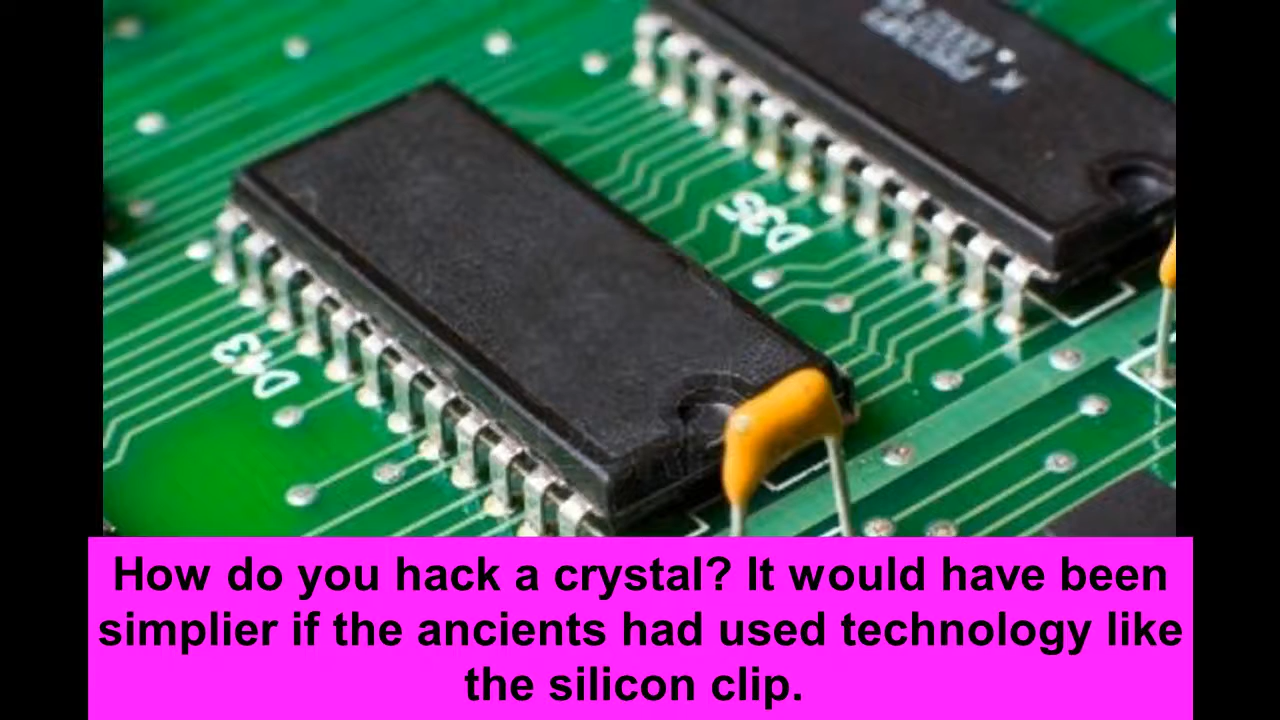 D35
D43
How do you hack a crystal? It would have been
simplier if the ancients had used technology like
the silicon clip.